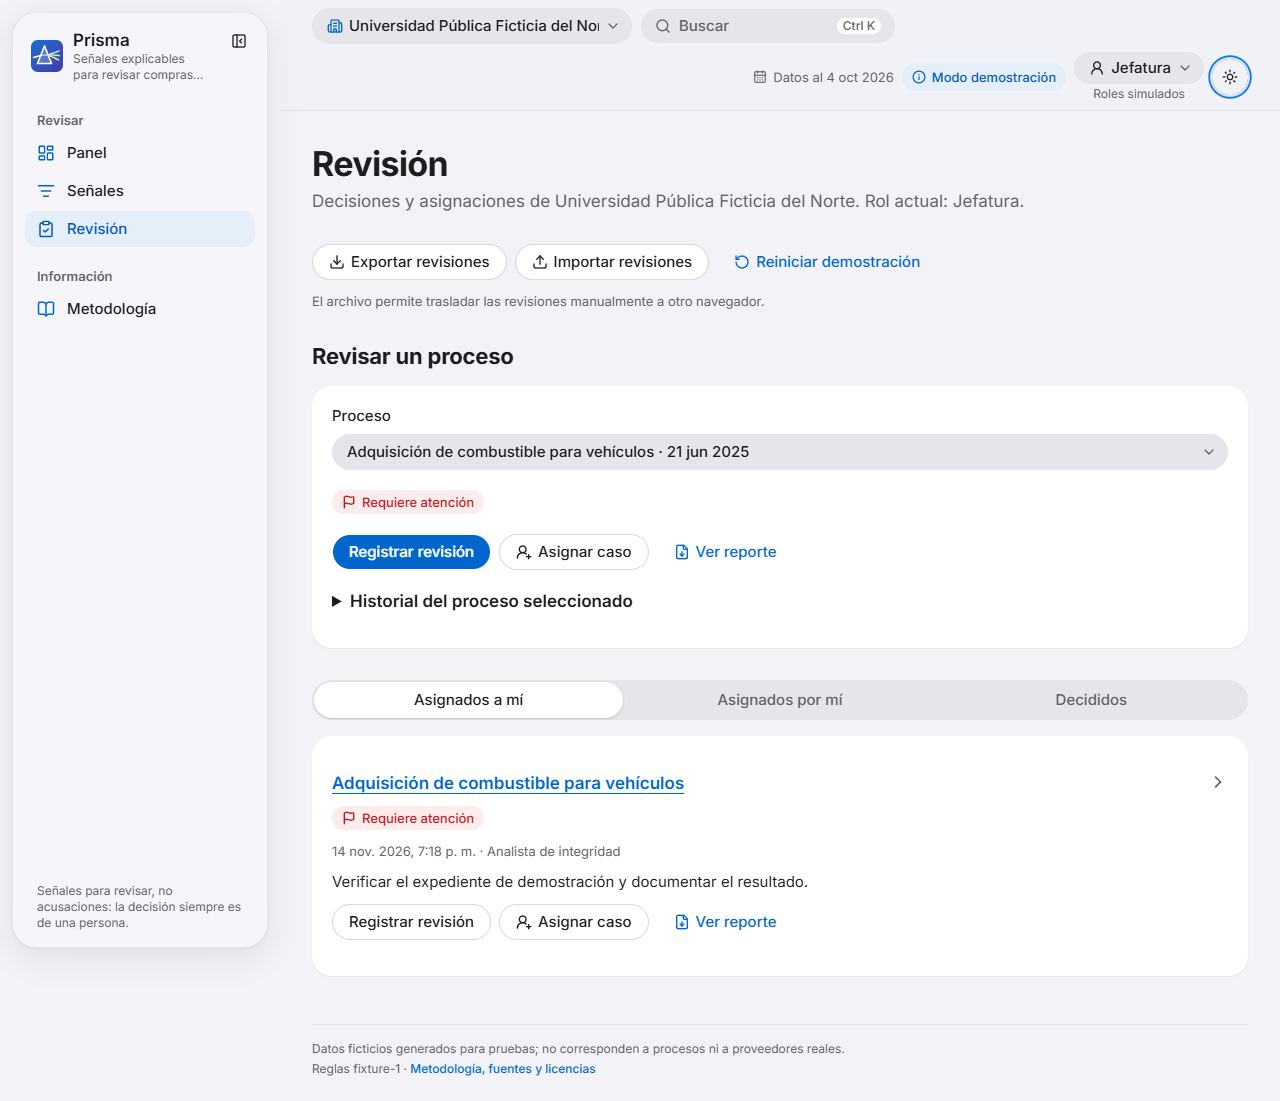 Prisma
Señales explicables
para revisar compras...
Revisar
Panel
Señales
Revisión
Información
Metodología
Señales para revisar, no
acusaciones: la decisión siempre es
de una persona.
Universidad Pública Ficticia del No
Buscar
Ctrl K
Datos al 4 oct 2026
Modo demostración
Jefatura
Roles simulados
Revisión
Decisiones y asignaciones de Universidad Pública Ficticia del Norte. Rol actual: Jefatura.
Exportar revisiones
Importar revisiones
Reiniciar demostración
El archivo permite trasladar las revisiones manualmente a otro navegador.
Revisar un proceso
Proceso
Adquisición de combustible para vehículos · 21 jun 2025
Requiere atención
Registrar revisión
Asignar caso
Ver reporte
Historial del proceso seleccionado
Asignados a mí
Asignados por mí
Decididos
Adquisición de combustible para vehículos
Requiere atención
14 nov. 2026, 7:18 p. m. · Analista de integridad
Verificar el expediente de demostración y documentar el resultado.
Registrar revisión
Asignar caso
Ver reporte
Datos ficticios generados para pruebas; no corresponden a procesos ni a proveedores reales.
Reglas fixture-1 · Metodología, fuentes y licencias